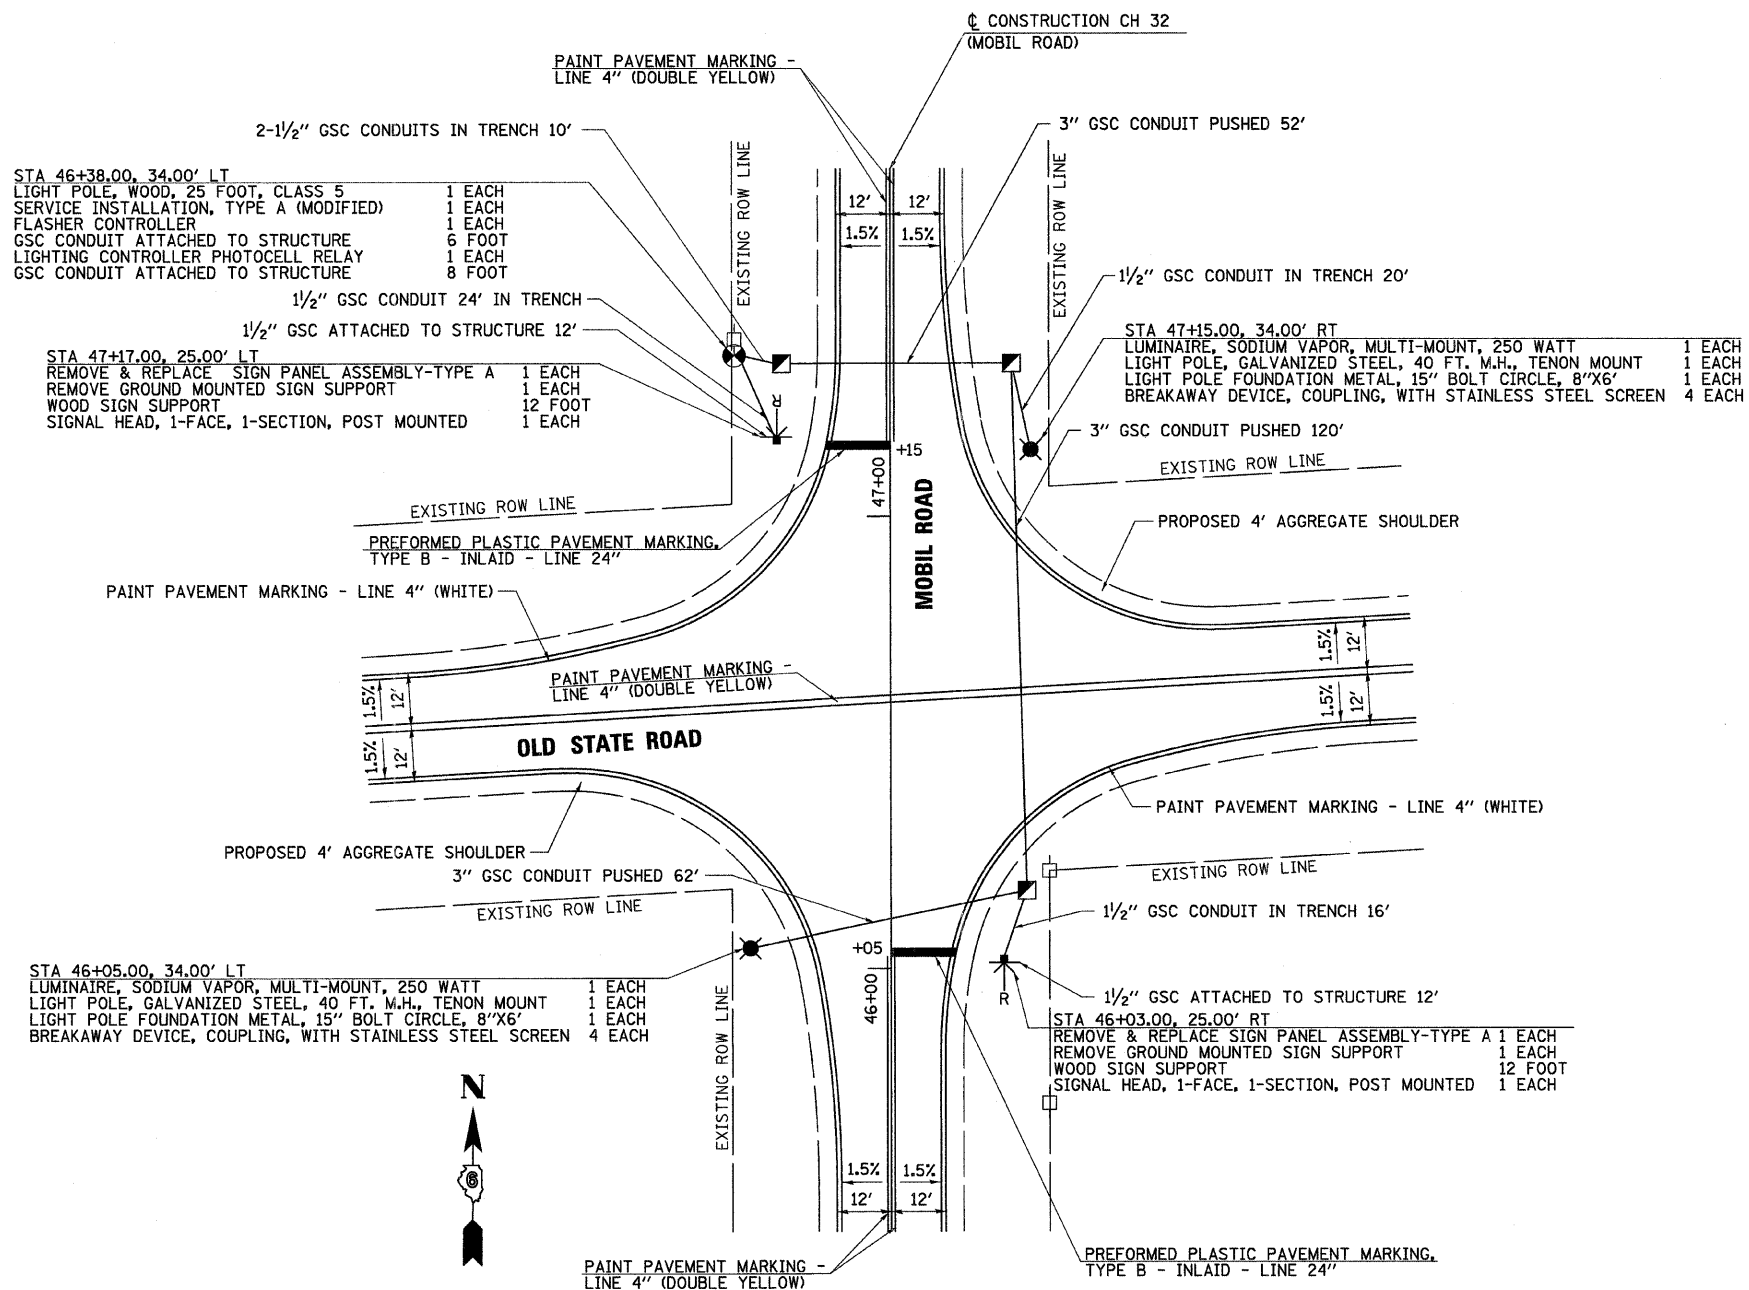 ℄ CONSTRUCTION CH 32
(MOBIL ROAD)
PAINT PAVEMENT MARKING -
LINE 4" (DOUBLE YELLOW)
2-1½" GSC CONDUITS IN TRENCH 10'
3" GSC CONDUIT PUSHED 52'
EXISTING ROW LINE
EXISTING ROW LINE
STA 46+38.00, 34.00' LT
LIGHT POLE, WOOD, 25 FOOT, CLASS 5 1 EACH
SERVICE INSTALLATION, TYPE A (MODIFIED) 1 EACH
FLASHER CONTROLLER 1 EACH
GSC CONDUIT ATTACHED TO STRUCTURE 6 FOOT
LIGHTING CONTROLLER PHOTOCELL RELAY 1 EACH
GSC CONDUIT ATTACHED TO STRUCTURE 8 FOOT
12' 12'
1.5% 1.5%
1½" GSC CONDUIT IN TRENCH 20'
1½" GSC CONDUIT 24' IN TRENCH
1½" GSC ATTACHED TO STRUCTURE 12'
STA 47+15.00, 34.00' RT
LUMINAIRE, SODIUM VAPOR, MULTI-MOUNT, 250 WATT 1 EACH
LIGHT POLE, GALVANIZED STEEL, 40 FT. M.H., TENON MOUNT 1 EACH
LIGHT POLE FOUNDATION METAL, 15" BOLT CIRCLE, 8"X6' 1 EACH
BREAKAWAY DEVICE, COUPLING, WITH STAINLESS STEEL SCREEN 4 EACH
STA 47+17.00, 25.00' LT
REMOVE & REPLACE SIGN PANEL ASSEMBLY-TYPE A 1 EACH
REMOVE GROUND MOUNTED SIGN SUPPORT 1 EACH
WOOD SIGN SUPPORT 12 FOOT
SIGNAL HEAD, 1-FACE, 1-SECTION, POST MOUNTED 1 EACH
R
3" GSC CONDUIT PUSHED 120'
+15
47+00
MOBIL ROAD
EXISTING ROW LINE
EXISTING ROW LINE
PROPOSED 4' AGGREGATE SHOULDER
PREFORMED PLASTIC PAVEMENT MARKING,
TYPE B - INLAID - LINE 24"
PAINT PAVEMENT MARKING - LINE 4" (WHITE)
1.5% 12'
PAINT PAVEMENT MARKING -
LINE 4" (DOUBLE YELLOW)
1.5% 12'
1.5% 12'
OLD STATE ROAD
1.5% 12'
PAINT PAVEMENT MARKING - LINE 4" (WHITE)
PROPOSED 4' AGGREGATE SHOULDER
3" GSC CONDUIT PUSHED 62'
EXISTING ROW LINE
EXISTING ROW LINE
1½" GSC CONDUIT IN TRENCH 16'
+05
46+00
STA 46+05.00, 34.00' LT
LUMINAIRE, SODIUM VAPOR, MULTI-MOUNT, 250 WATT 1 EACH
LIGHT POLE, GALVANIZED STEEL, 40 FT. M.H., TENON MOUNT 1 EACH
LIGHT POLE FOUNDATION METAL, 15" BOLT CIRCLE, 8"X6' 1 EACH
BREAKAWAY DEVICE, COUPLING, WITH STAINLESS STEEL SCREEN 4 EACH
R
1½" GSC ATTACHED TO STRUCTURE 12'
STA 46+03.00, 25.00' RT
REMOVE & REPLACE SIGN PANEL ASSEMBLY-TYPE A 1 EACH
REMOVE GROUND MOUNTED SIGN SUPPORT 1 EACH
WOOD SIGN SUPPORT 12 FOOT
SIGNAL HEAD, 1-FACE, 1-SECTION, POST MOUNTED 1 EACH
EXISTING ROW LINE
N
6
1.5% 1.5%
12' 12'
PAINT PAVEMENT MARKING -
LINE 4" (DOUBLE YELLOW)
PREFORMED PLASTIC PAVEMENT MARKING,
TYPE B - INLAID - LINE 24"